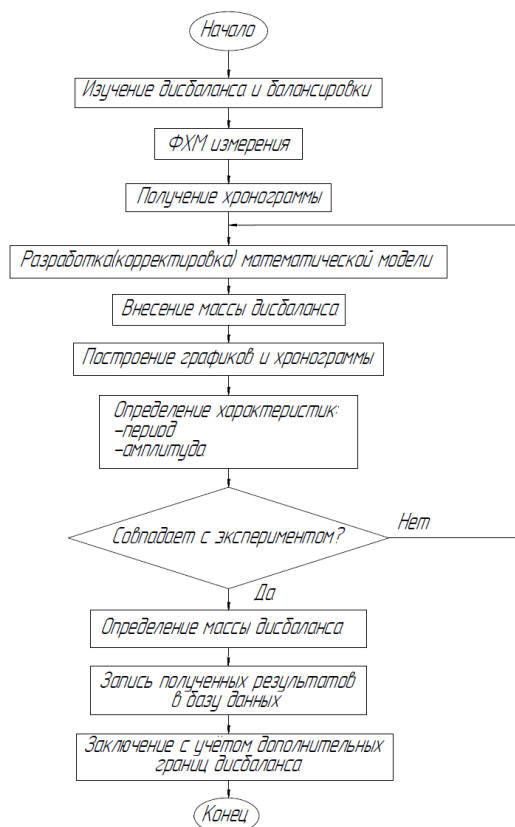 Начало
Изучение дисбаланса и балансировки
ФХМ измерения
Получение хронограммы
Разработка(корректировка) математической модели
Внесение массы дисбаланса
Построение графиков и хронограммы
Определение характеристик:
-период
-амплитуда
Совпадает с экспериментом?
Нет
Да
Определение массы дисбаланса
Запись полученных результатов
в базу данных
Заключение с учётом дополнительных
границ дисбаланса
Конец